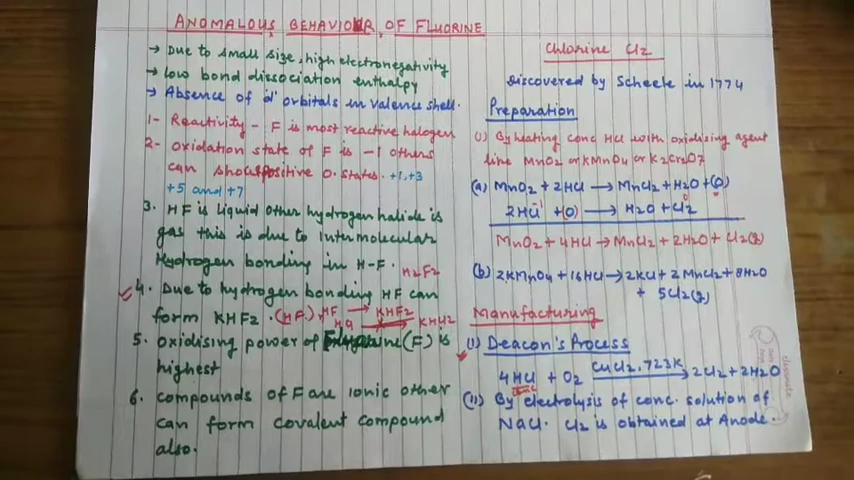 ANOMALOUS BEHAVIOUR OF FLUORINE
→ Due to small size, high electronegativity
→ Low bond dissociation enthalpy
→ Absence of d orbitals in valence shell.
1- Reactivity - F is most reactive halogen
2- Oxidation state of F is -1 others
can show positive O. states. +1, +3
+5 and +7
3. HF is liquid other hydrogen halide is
gas this is due to Intermolecular
Hydrogen bonding in H-F. H2F2
4. Due to hydrogen bonding HF can
form KHF2. (HF) HF → KHF2
KHCl2
5. Oxidising power of (F) is
highest
6. Compounds of F are ionic other
can form covalent compound
also.
Chlorine Cl2
Discovered by Scheele in 1774
Preparation
(i) By heating conc HCl with oxidising agent
like MnO2 or KMnO4 or K2Cr2O7
(a) MnO2 + 2HCl → MnCl2 + H2O + (O)
2HCl + (O) → H2O + Cl2
MnO2 + 4HCl → MnCl2 + 2H2O + Cl2(g)
(b) 2KMnO4 + 16HCl → 2KCl + 2MnCl2 + 8H2O
+ 5Cl2(g)
Manufacturing
(i) Deacon's Process
4HCl + O2 CuCl2, 723K → 2Cl2 + 2H2O
(ii) By electrolysis of conc. solution of
NaCl. Cl2 is obtained at Anode.